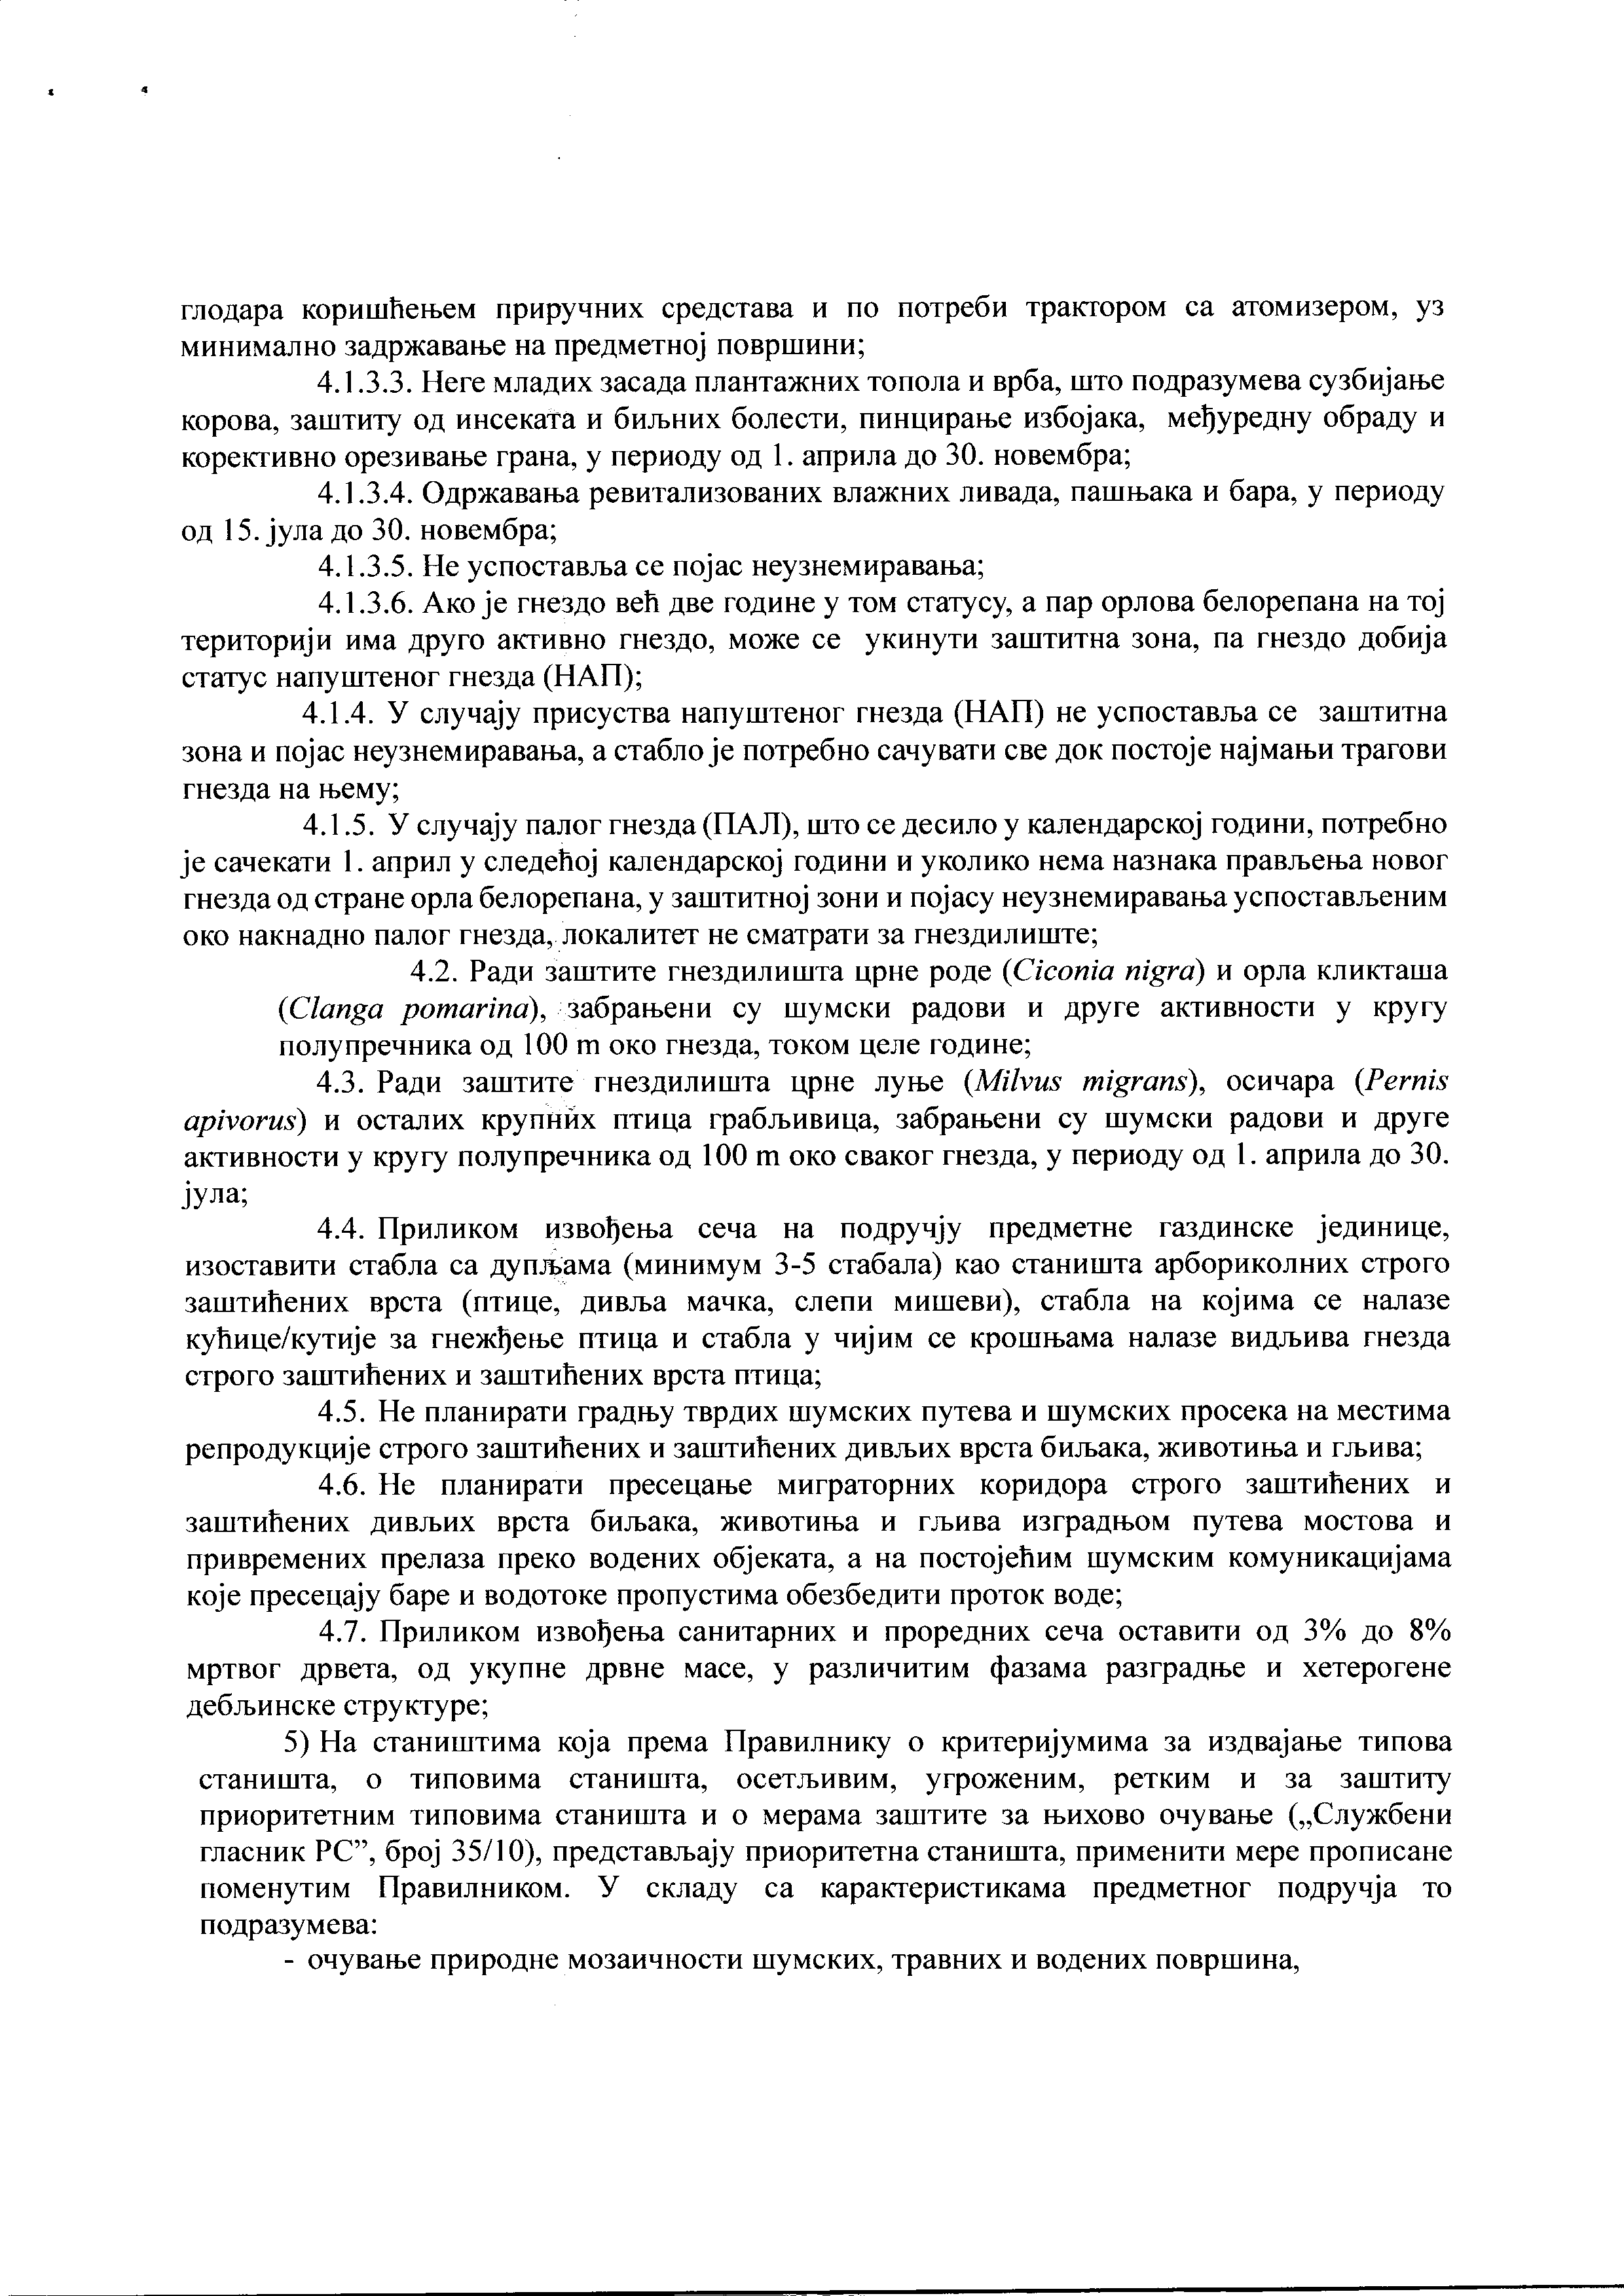 глодара коришћењем приручних средстава и по потреби трактором са атомизером, уз
минимално задржавање на предметној површини;
4.1.3.3. Неге младих засада плантажних топола и врба, што подразумева сузбијање
корова, заштиту од инсеката и биљних болести, пинцирање избојака, међуредну обраду и
корективно орезивање грана, у периоду од 1. априла до 30. новембра;
4.1.3.4. Одржавања ревитализованих влажних ливада, пашњака и бара, у периоду
од 15. јула до 30. новембра;
4.1.3.5. Не успоставља се појас неузнемиравања;
4.1.3.6. Ако је гнездо већ две године у том статусу, а пар орлова белорепана на тој
територији има друго активно гнездо, може се укинути заштитна зона, па гнездо добија
статус напуштеног гнезда (НАП);
4.1.4. У случају присуства напуштеног гнезда (НАП) не успоставља се заштитна
зона и појас неузнемиравања, а стабло је потребно сачувати све док постоје најмањи трагови
гнезда на њему;
4.1.5. У случају палог гнезда (ПАЛ), што се десило у календарској години, потребно
је сачекати 1. април у следећој календарској години и уколико нема назнака прављења новог
гнезда од стране орла белорепана, у заштитној зони и појасу неузнемиравања успостављеним
око накнадно палог гнезда, локалитет не сматрати за гнездилиште;
4.2. Ради заштите гнездилишта црне роде (Ciconia nigra) и орла кликташа
(Clanga pomarina), забрањени су шумски радови и друге активности у кругу
полупречника од 100 m око гнезда, током целе године;
4.3. Ради заштите гнездилишта црне луње (Milvus migrans), осичара (Pernis
apivorus) и осталих крупних птица грабљивица, забрањени су шумски радови и друге
активности у кругу полупречника од 100 m око сваког гнезда, у периоду од 1. априла до 30.
јула;
4.4. Приликом извођења сеча на подручју предметне газдинске јединице,
изоставити стабла са дупљама (минимум 3-5 стабала) као станишта арбориколних строго
заштићених врста (птице, дивља мачка, слепи мишеви), стабла на којима се налазе
кућице/кутије за гнежђење птица и стабла у чијим се крошњама налазе видљива гнезда
строго заштићених и заштићених врста птица;
4.5. Не планирати градњу тврдих шумских путева и шумских просека на местима
репродукције строго заштићених и заштићених дивљих врста биљака, животиња и гљива;
4.6. Не планирати пресецање миграторних коридора строго заштићених и
заштићених дивљих врста биљака, животиња и гљива изградњом путева мостова и
привремених прелаза преко водених објеката, а на постојећим шумским комуникацијама
које пресецају баре и водотоке пропустима обезбедити проток воде;
4.7. Приликом извођења санитарних и проредних сеча оставити од 3% до 8%
мртвог дрвета, од укупне дрвне масе, у различитим фазама разградње и хетерогене
дебљинске структуре;
5) На стаништима која према Правилнику о критеријумима за издвајање типова
станишта, о типовима станишта, осетљивим, угроженим, ретким и за заштиту
приоритетним типовима станишта и о мерама заштите за њихово очување („Службени
гласник РС”, број 35/10), представљају приоритетна станишта, применити мере прописане
поменутим Правилником. У складу са карактеристикама предметног подручја то
подразумева:
- очување природне мозаичности шумских, травних и водених површина,